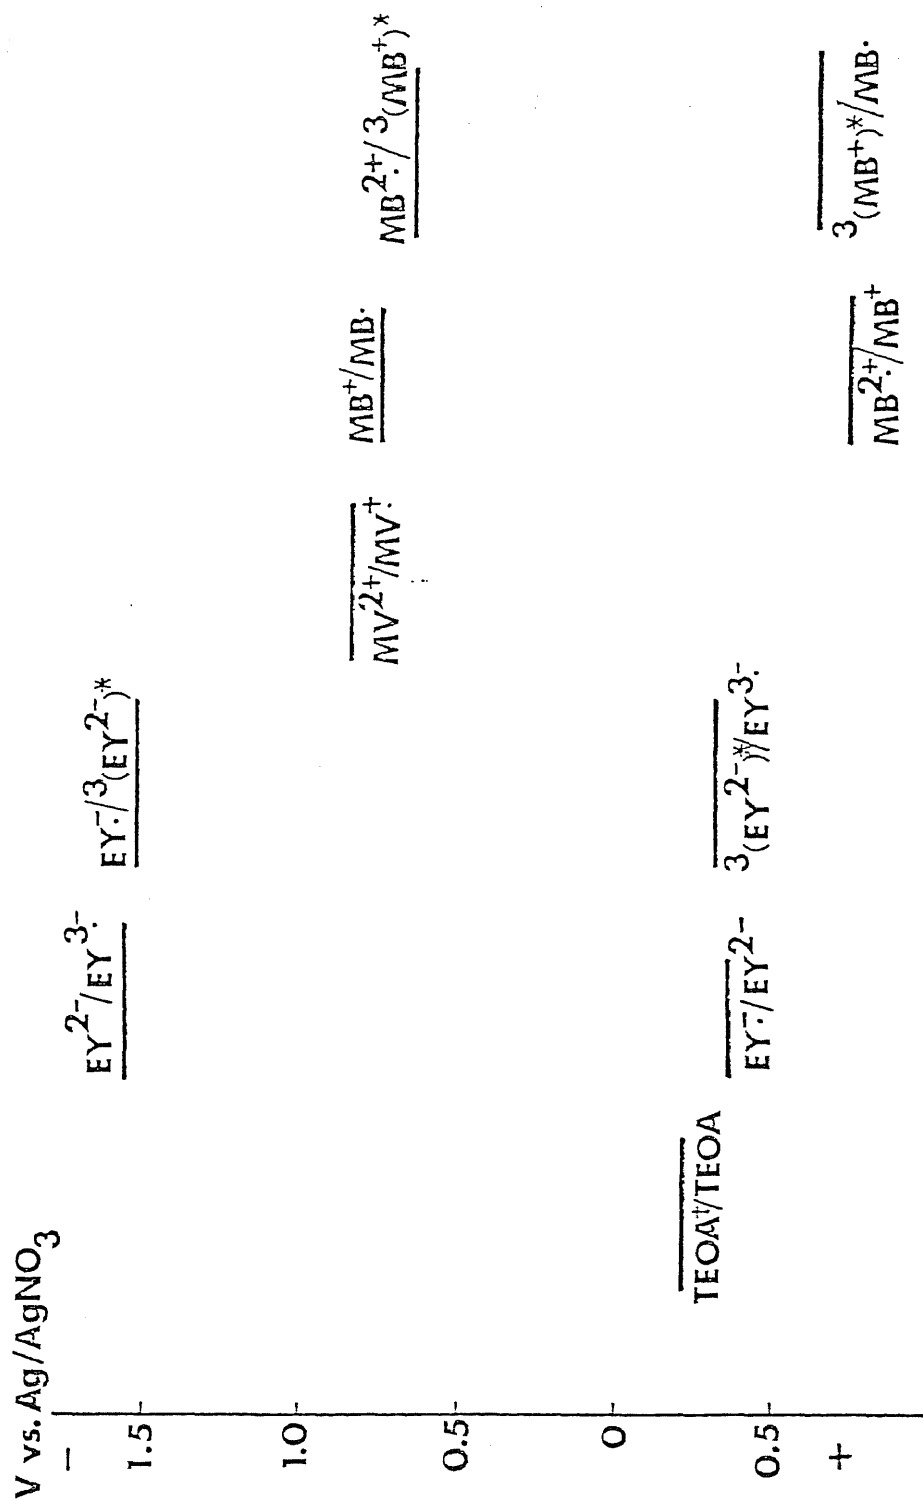 V vs. Ag/AgNO₃
−
1.5
1.0
0.5
0
0.5
+
EY²⁻/EY³⁻·
EY⁻·/³(EY²⁻)*
MV²⁺/MV⁺·
MB⁺/MB·
MB²⁺·/³(MB⁺)*
TEOA⁺·/TEOA
EY⁻·/EY²⁻
³(EY²⁻)*/EY³⁻·
MB²⁺·/MB⁺
³(MB⁺)*/MB·